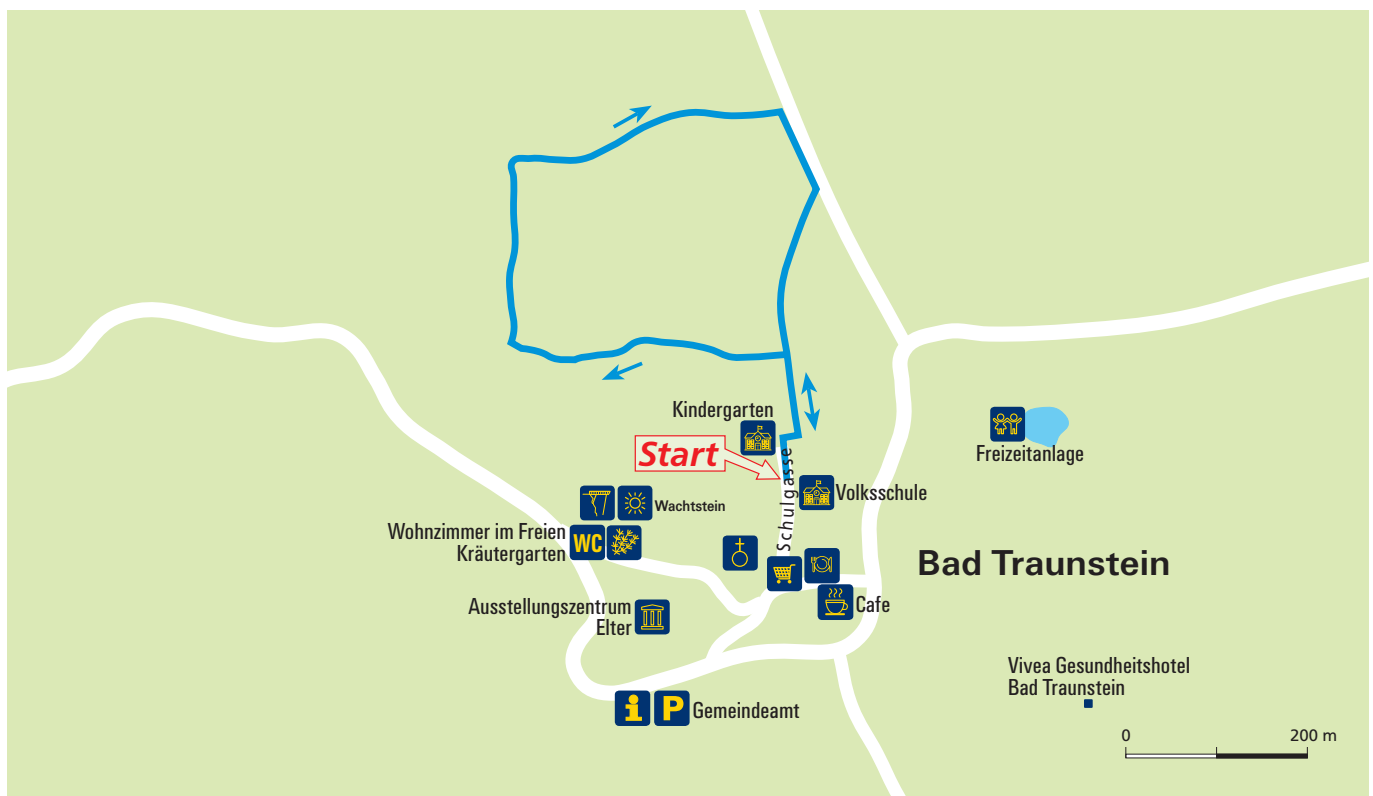 Kindergarten
Start
Schulgasse
Volksschule
Freizeitanlage
Wachtstein
Wohnzimmer im Freien
Kräutergarten
WC
Bad Traunstein
Ausstellungszentrum
Elter
Cafe
Vivea Gesundheitshotel
Bad Traunstein
i P Gemeindeamt
0 200 m